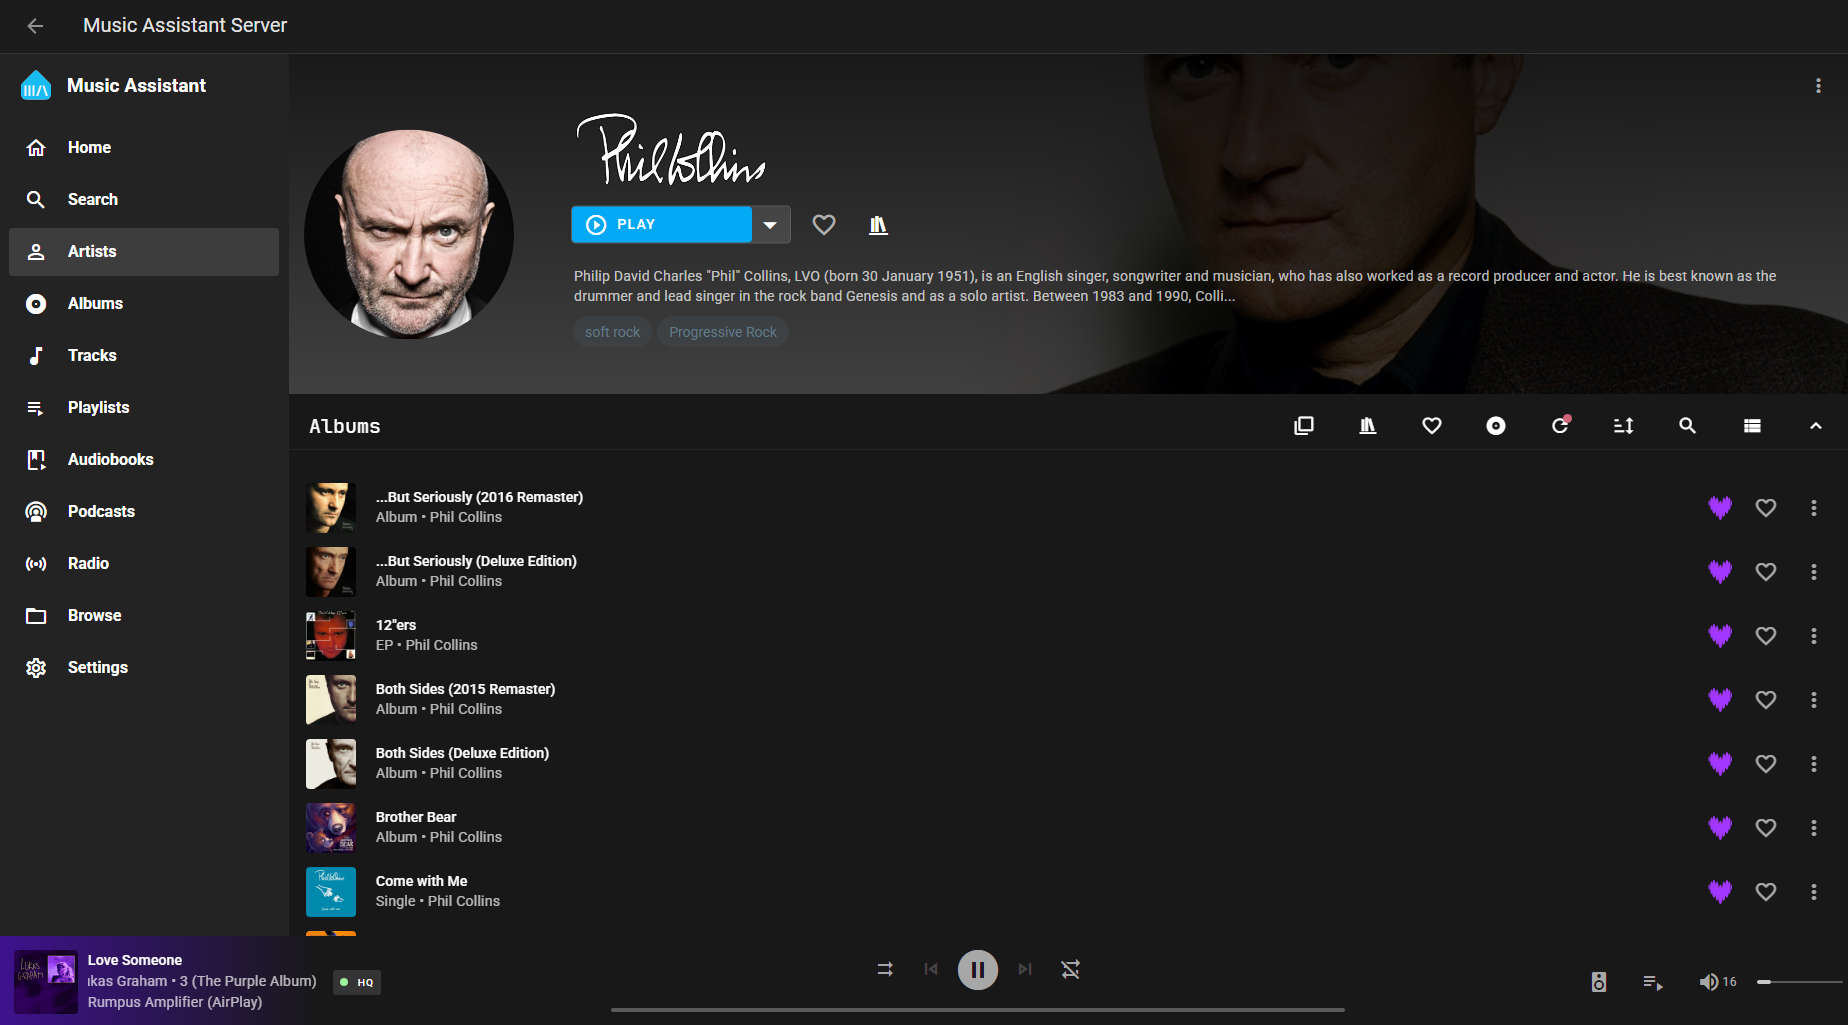 Music Assistant Server
Music Assistant
Home
Search
Artists
Albums
Tracks
Playlists
Audiobooks
Podcasts
Radio
Browse
Settings
Phil Collins
PLAY
Philip David Charles "Phil" Collins, LVO (born 30 January 1951), is an English singer, songwriter and musician, who has also worked as a record producer and actor. He is best known as the
drummer and lead singer in the rock band Genesis and as a solo artist. Between 1983 and 1990, Colli...
soft rock
Progressive Rock
Albums
...But Seriously (2016 Remaster)
Album • Phil Collins
...But Seriously (Deluxe Edition)
Album • Phil Collins
12"ers
EP • Phil Collins
Both Sides (2015 Remaster)
Album • Phil Collins
Both Sides (Deluxe Edition)
Album • Phil Collins
Brother Bear
Album • Phil Collins
Come with Me
Single • Phil Collins
LUKAS
GRAHAM
Love Someone
ıkas Graham • 3 (The Purple Album)
Rumpus Amplifier (AirPlay)
HQ
16